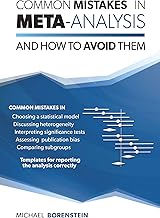 COMMON MISTAKES IN
META-ANALYSIS
AND HOW TO AVOID THEM
COMMON MISTAKES IN
Choosing a statistical model
Discussing heterogeneity
Interpreting significance tests
Assessing publication bias
Comparing subgroups
Templates for reporting
the analysis correctly
MICHAEL BORENSTEIN